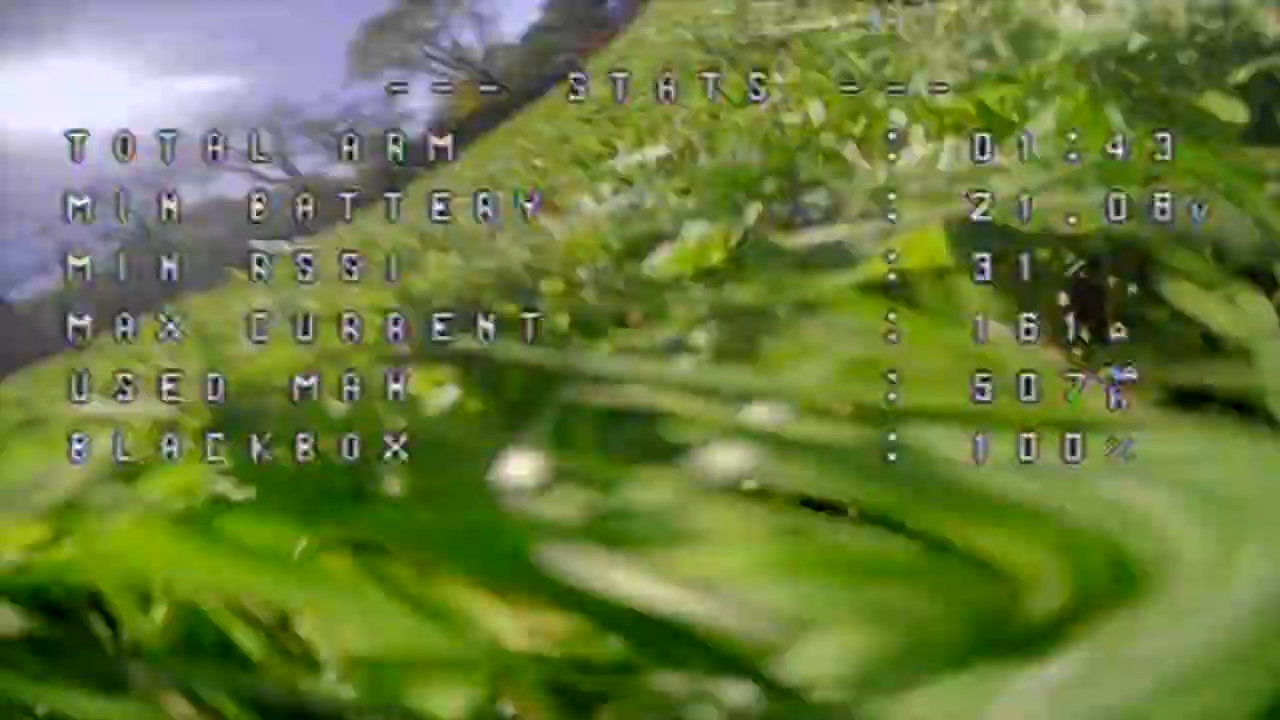 --- STATS ---
TOTAL ARM : 01:43
MIN BATTERY : 21.08V
MIN RSSI : 31%
MAX CURRENT : 161A
USED MAH : 507
BLACKBOX : 100%